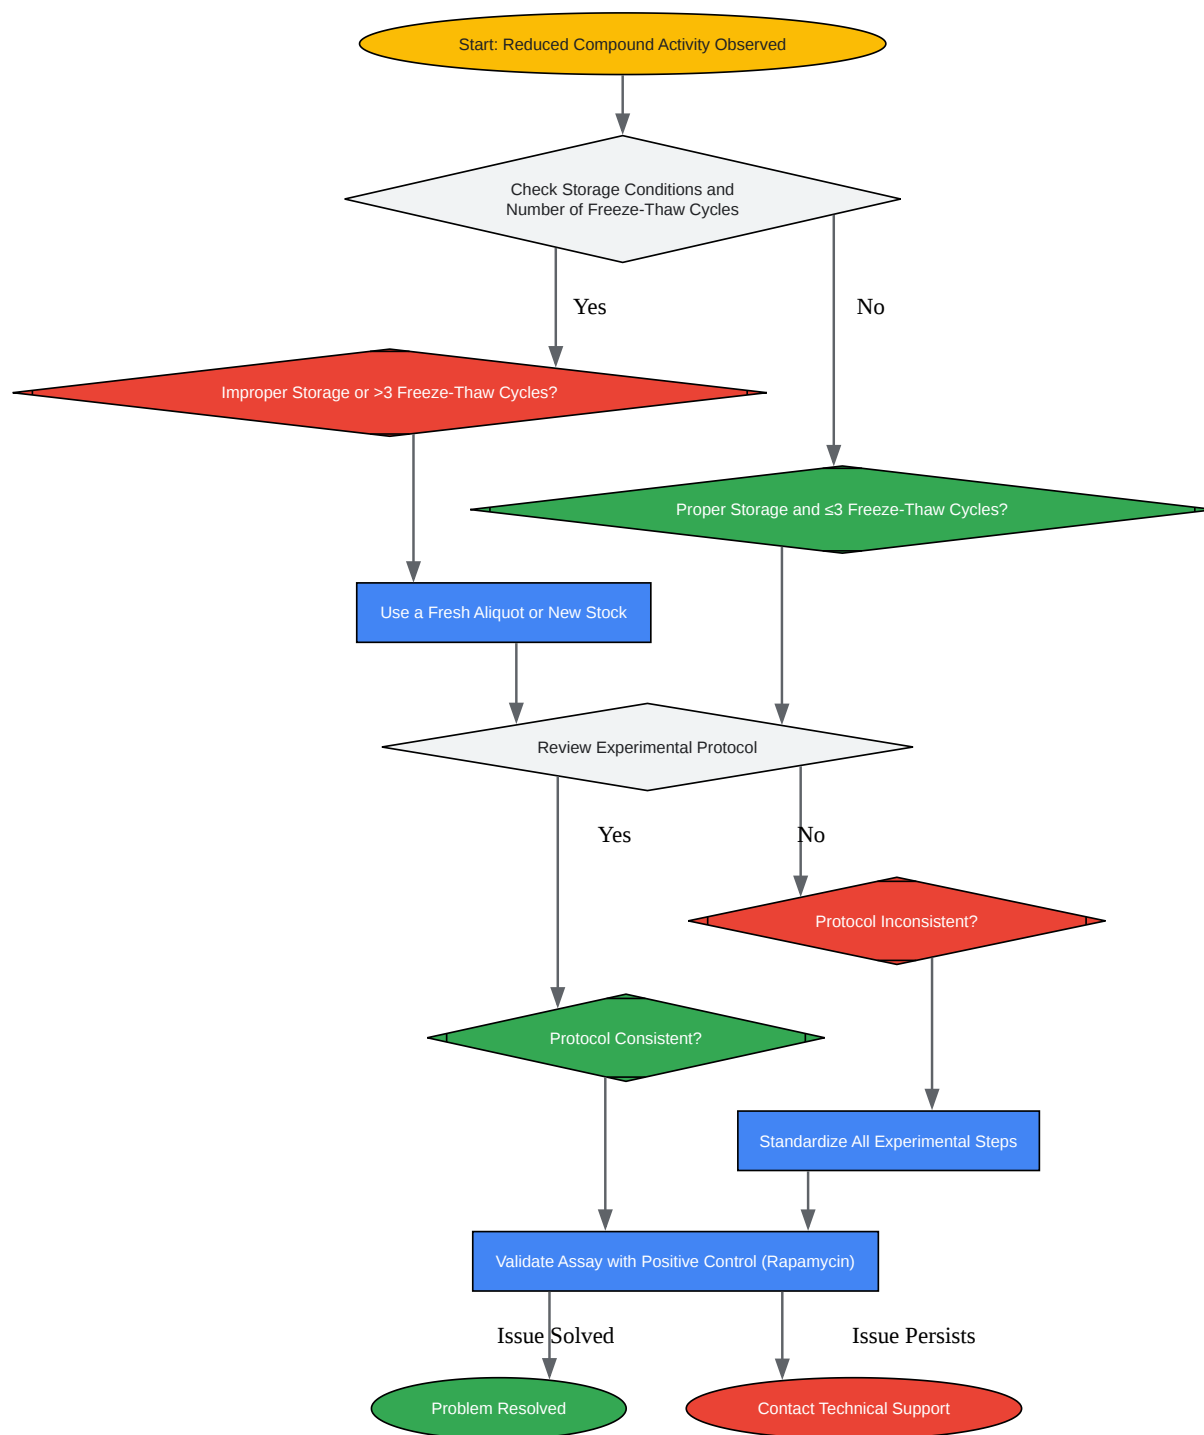 Start: Reduced Compound Activity Observed
Check Storage Conditions and
Number of Freeze-Thaw Cycles
Yes
No
Improper Storage or >3 Freeze-Thaw Cycles?
Proper Storage and ≤3 Freeze-Thaw Cycles?
Use a Fresh Aliquot or New Stock
Review Experimental Protocol
Yes
No
Protocol Inconsistent?
Protocol Consistent?
Standardize All Experimental Steps
Validate Assay with Positive Control (Rapamycin)
Issue Solved
Issue Persists
Problem Resolved
Contact Technical Support